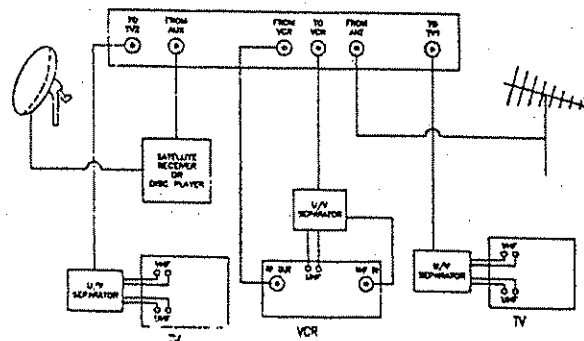 TO
TV2
FROM
AUX
FROM
VCR
TO
VCR
FROM
ANT
TO
TV1
SATELLITE
RECEIVER
OR
DISC PLAYER
U/V
SEPARATOR
U/V
SEPARATOR
U/V
SEPARATOR
VHF
UHF
RF OUT
UHF
VHF IN
VHF
UHF
VCR
TV